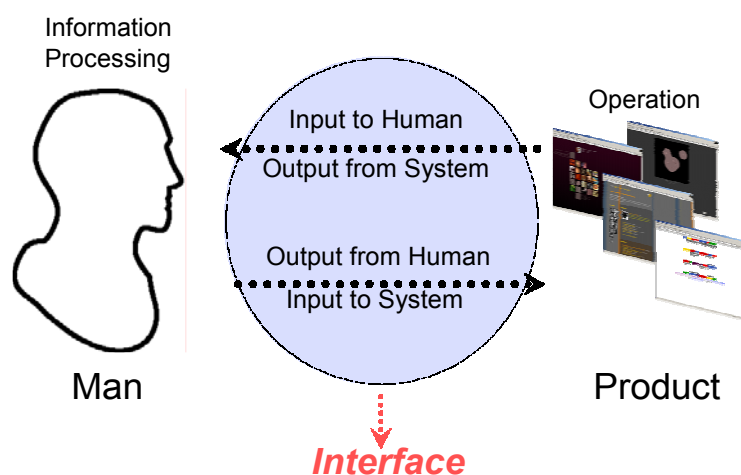 Information
Processing
Input to Human
Output from System
Operation
Output from Human
Input to System
Man
Product
Interface